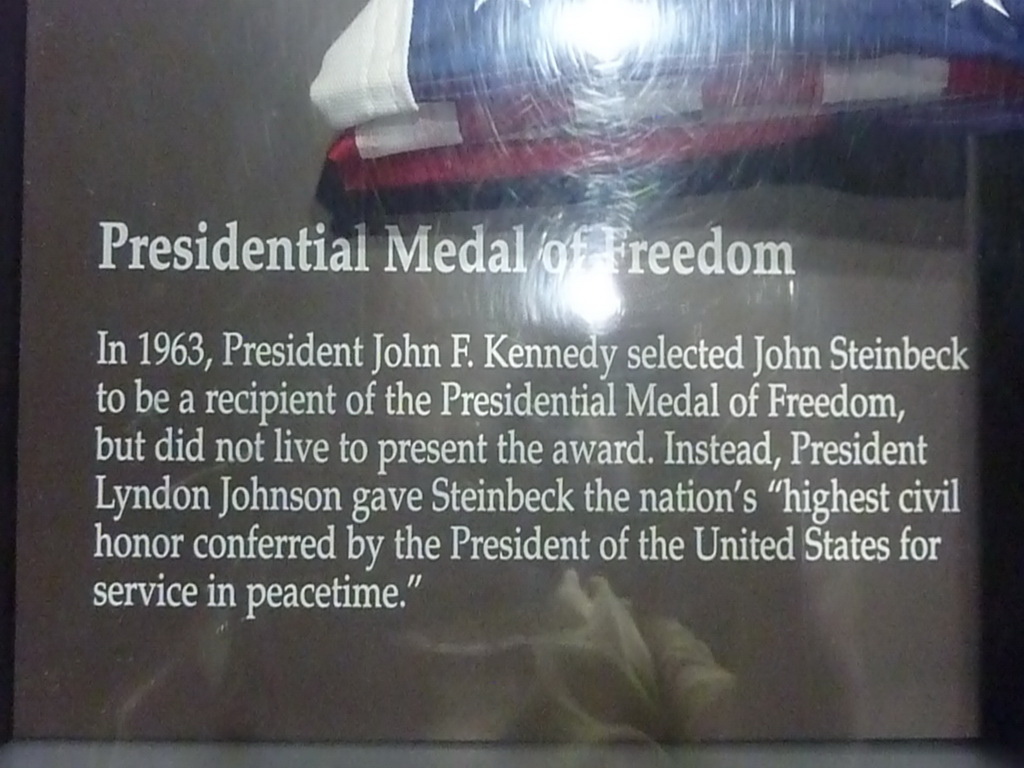 Presidential Medal of Freedom
In 1963, President John F. Kennedy selected John Steinbeck
to be a recipient of the Presidential Medal of Freedom,
but did not live to present the award. Instead, President
Lyndon Johnson gave Steinbeck the nation's “highest civil
honor conferred by the President of the United States for
service in peacetime.”